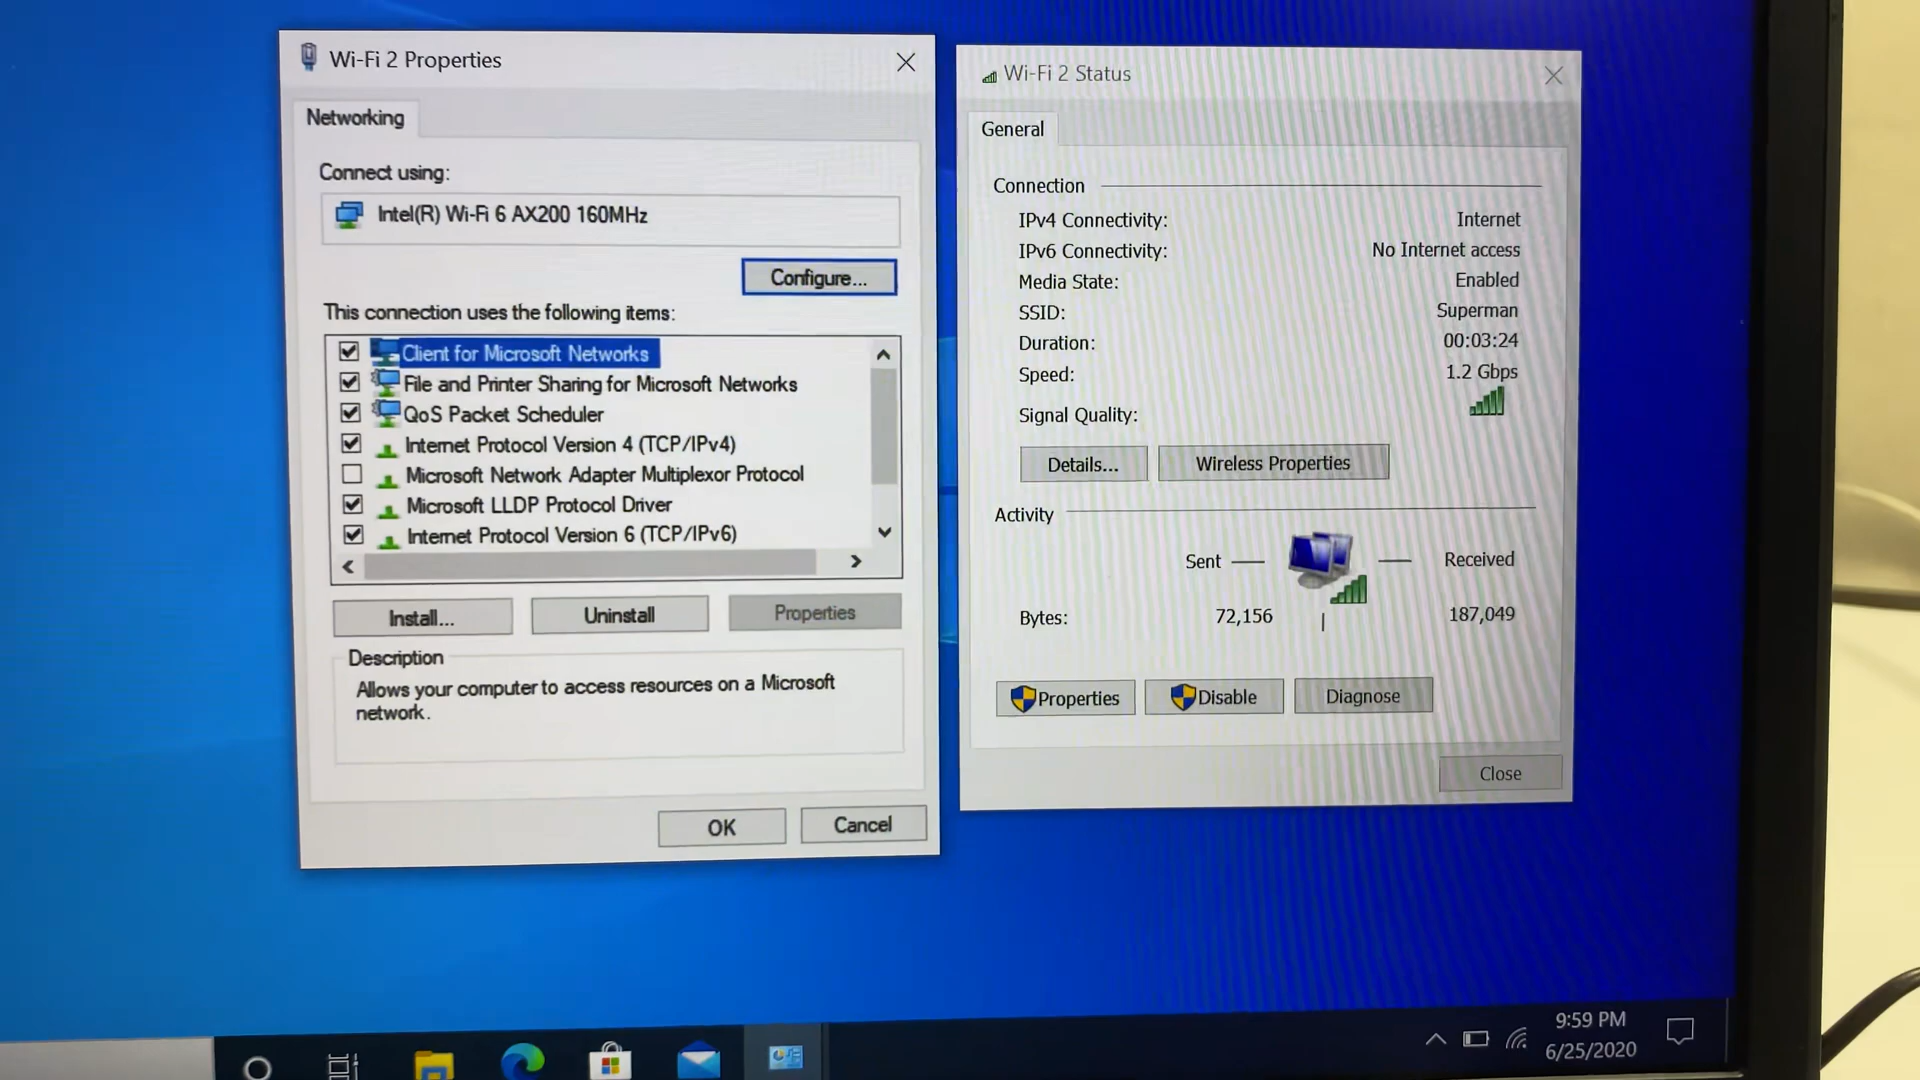 Wi-Fi 2 Properties
Networking
Connect using:
Intel(R) Wi-Fi 6 AX200 160MHz
Configure...
This connection uses the following items:
Client for Microsoft Networks
File and Printer Sharing for Microsoft Networks
QoS Packet Scheduler
Internet Protocol Version 4 (TCP/IPv4)
Microsoft Network Adapter Multiplexor Protocol
Microsoft LLDP Protocol Driver
Internet Protocol Version 6 (TCP/IPv6)
Install...
Uninstall
Properties
Description
Allows your computer to access resources on a Microsoft
network.
OK
Cancel
Wi-Fi 2 Status
General
Connection
IPv4 Connectivity: Internet
IPv6 Connectivity: No Internet access
Media State: Enabled
SSID: Superman
Duration: 00:03:24
Speed: 1.2 Gbps
Signal Quality:
Details...
Wireless Properties
Activity
Sent
Received
Bytes: 72,156 187,049
Properties
Disable
Diagnose
Close
9:59 PM
6/25/2020